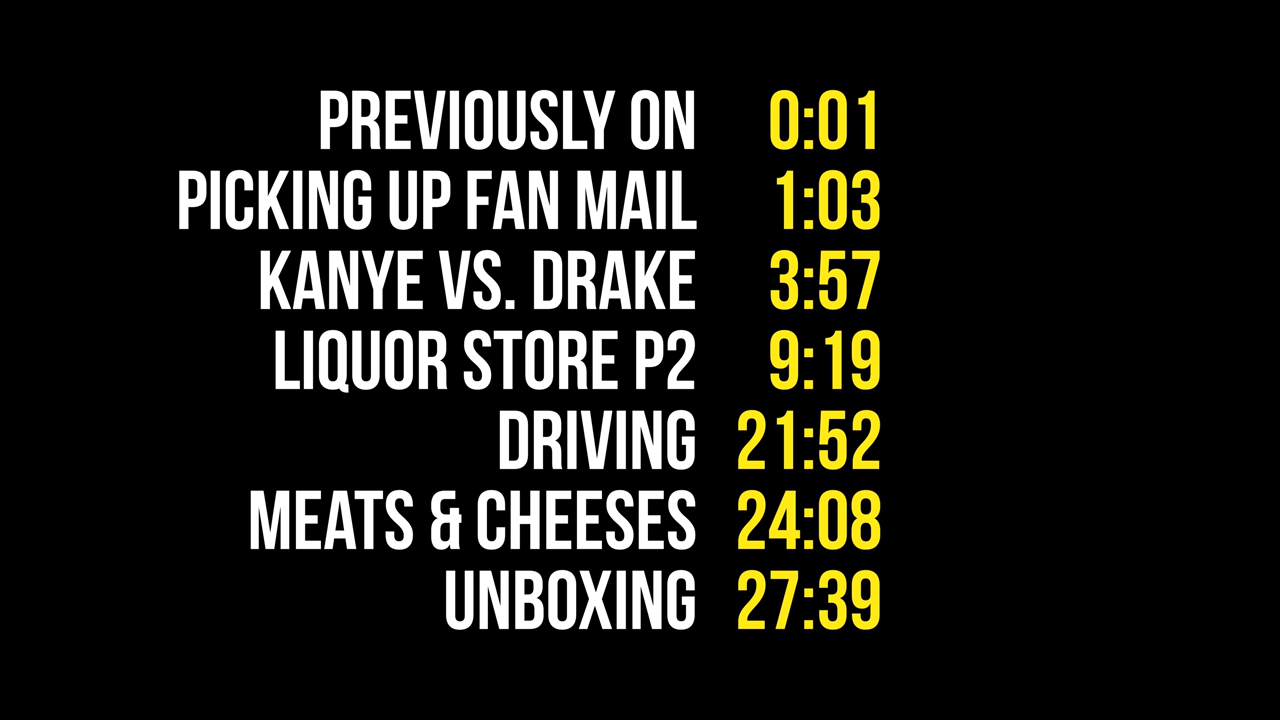 PREVIOUSLY ON 0:01
PICKING UP FAN MAIL 1:03
KANYE VS. DRAKE 3:57
LIQUOR STORE P2 9:19
DRIVING 21:52
MEATS & CHEESES 24:08
UNBOXING 27:39